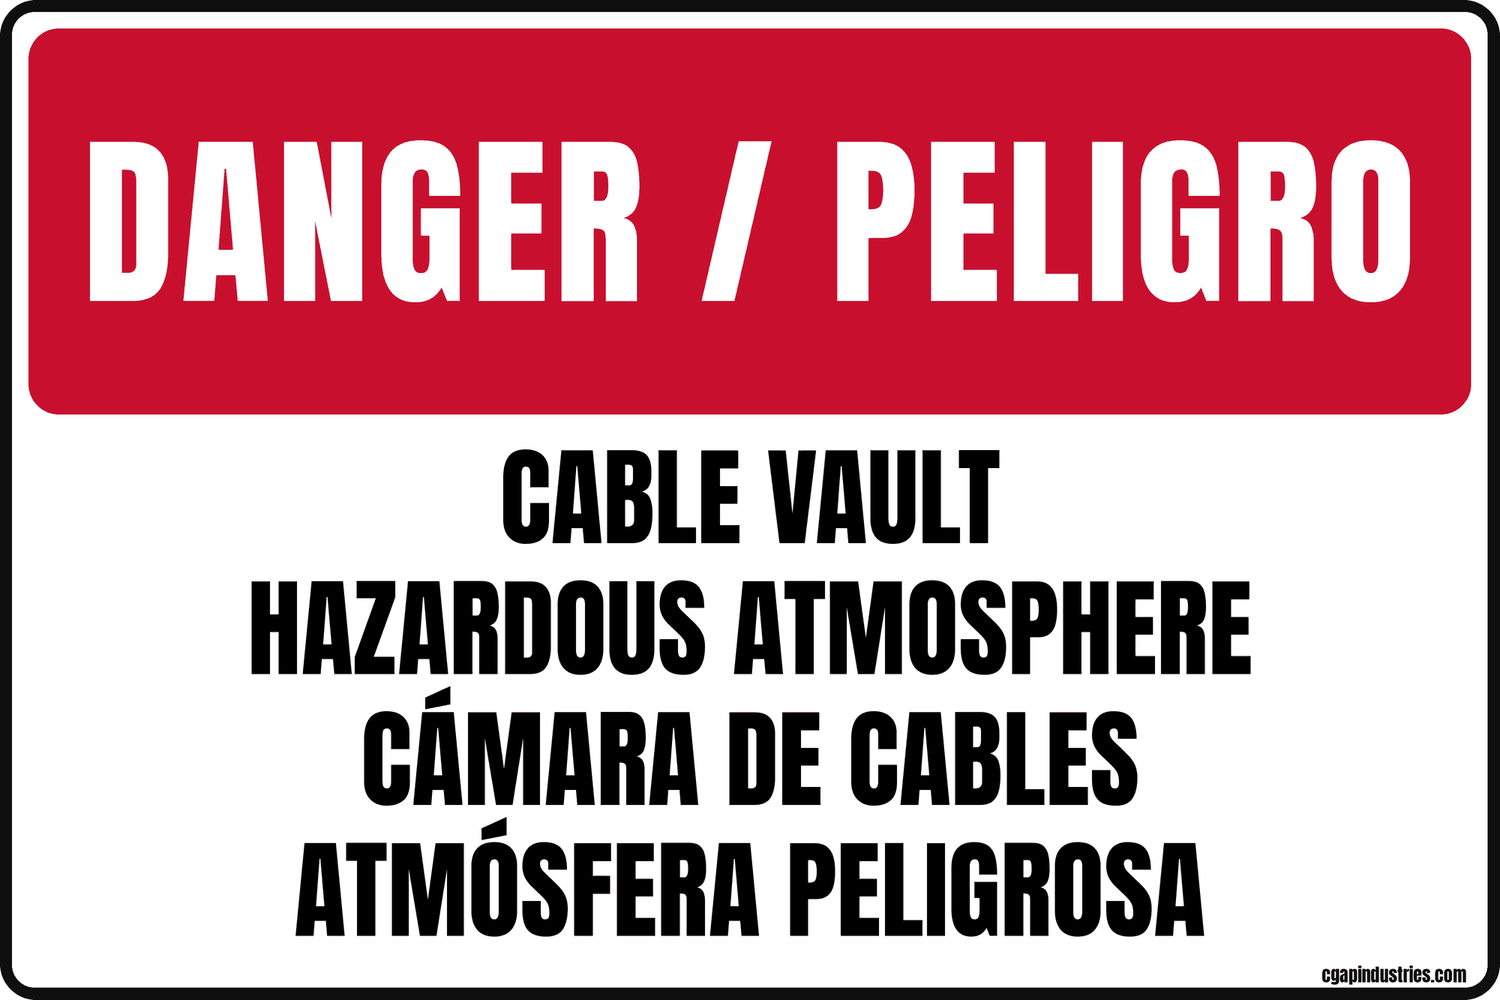 DANGER / PELIGRO
CABLE VAULT
HAZARDOUS ATMOSPHERE
CÁMARA DE CABLES
ATMÓSFERA PELIGROSA
cgapindustries.com